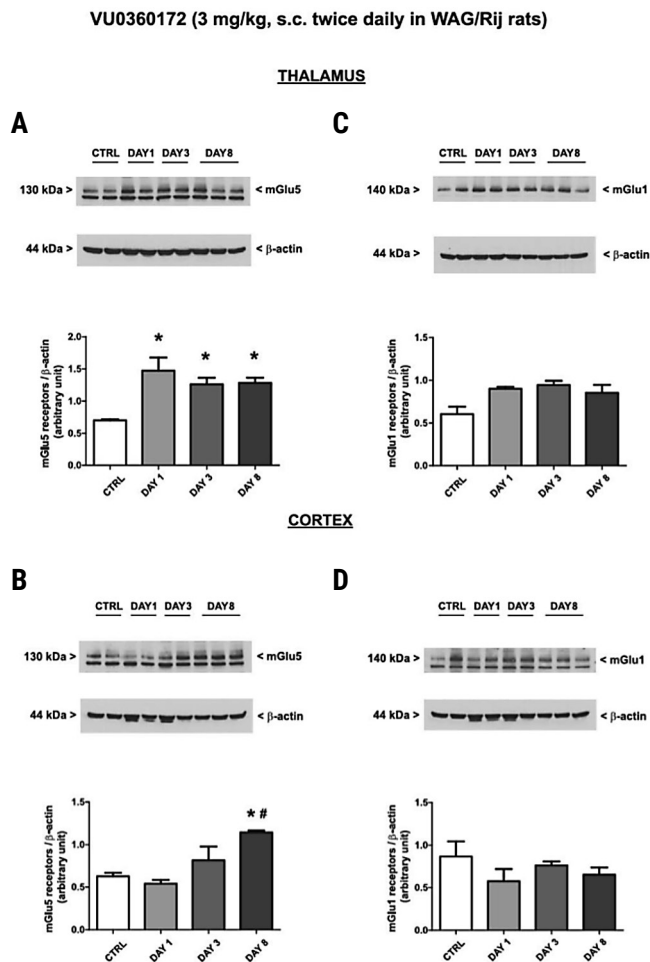 VU0360172 (3 mg/kg, s.c. twice daily in WAG/Rij rats)
THALAMUS
A
CTRL DAY1 DAY3 DAY8
130 kDa > < mGlu5
44 kDa > < β-actin
mGlu5 receptors / β-actin
(arbitrary unit)
2.0
1.5
1.0
0.5
0.0
* * *
CTRL DAY 1 DAY 3 DAY 8
C
CTRL DAY1 DAY3 DAY8
140 kDa > < mGlu1
44 kDa > < β-actin
mGlu1 receptors / β-actin
(arbitrary unit)
1.5
1.0
0.5
0.0
CTRL DAY 1 DAY 3 DAY 8
CORTEX
B
CTRL DAY1 DAY3 DAY8
130 kDa > < mGlu5
44 kDa > < β-actin
mGlu5 receptors / β-actin
(arbitrary unit)
1.5
1.0
0.5
0.0
* #
CTRL DAY 1 DAY 3 DAY 8
D
CTRL DAY1 DAY3 DAY8
140 kDa > < mGlu1
44 kDa > < β-actin
mGlu1 receptors / β-actin
(arbitrary unit)
1.5
1.0
0.5
0.0
CTRL DAY 1 DAY 3 DAY 8